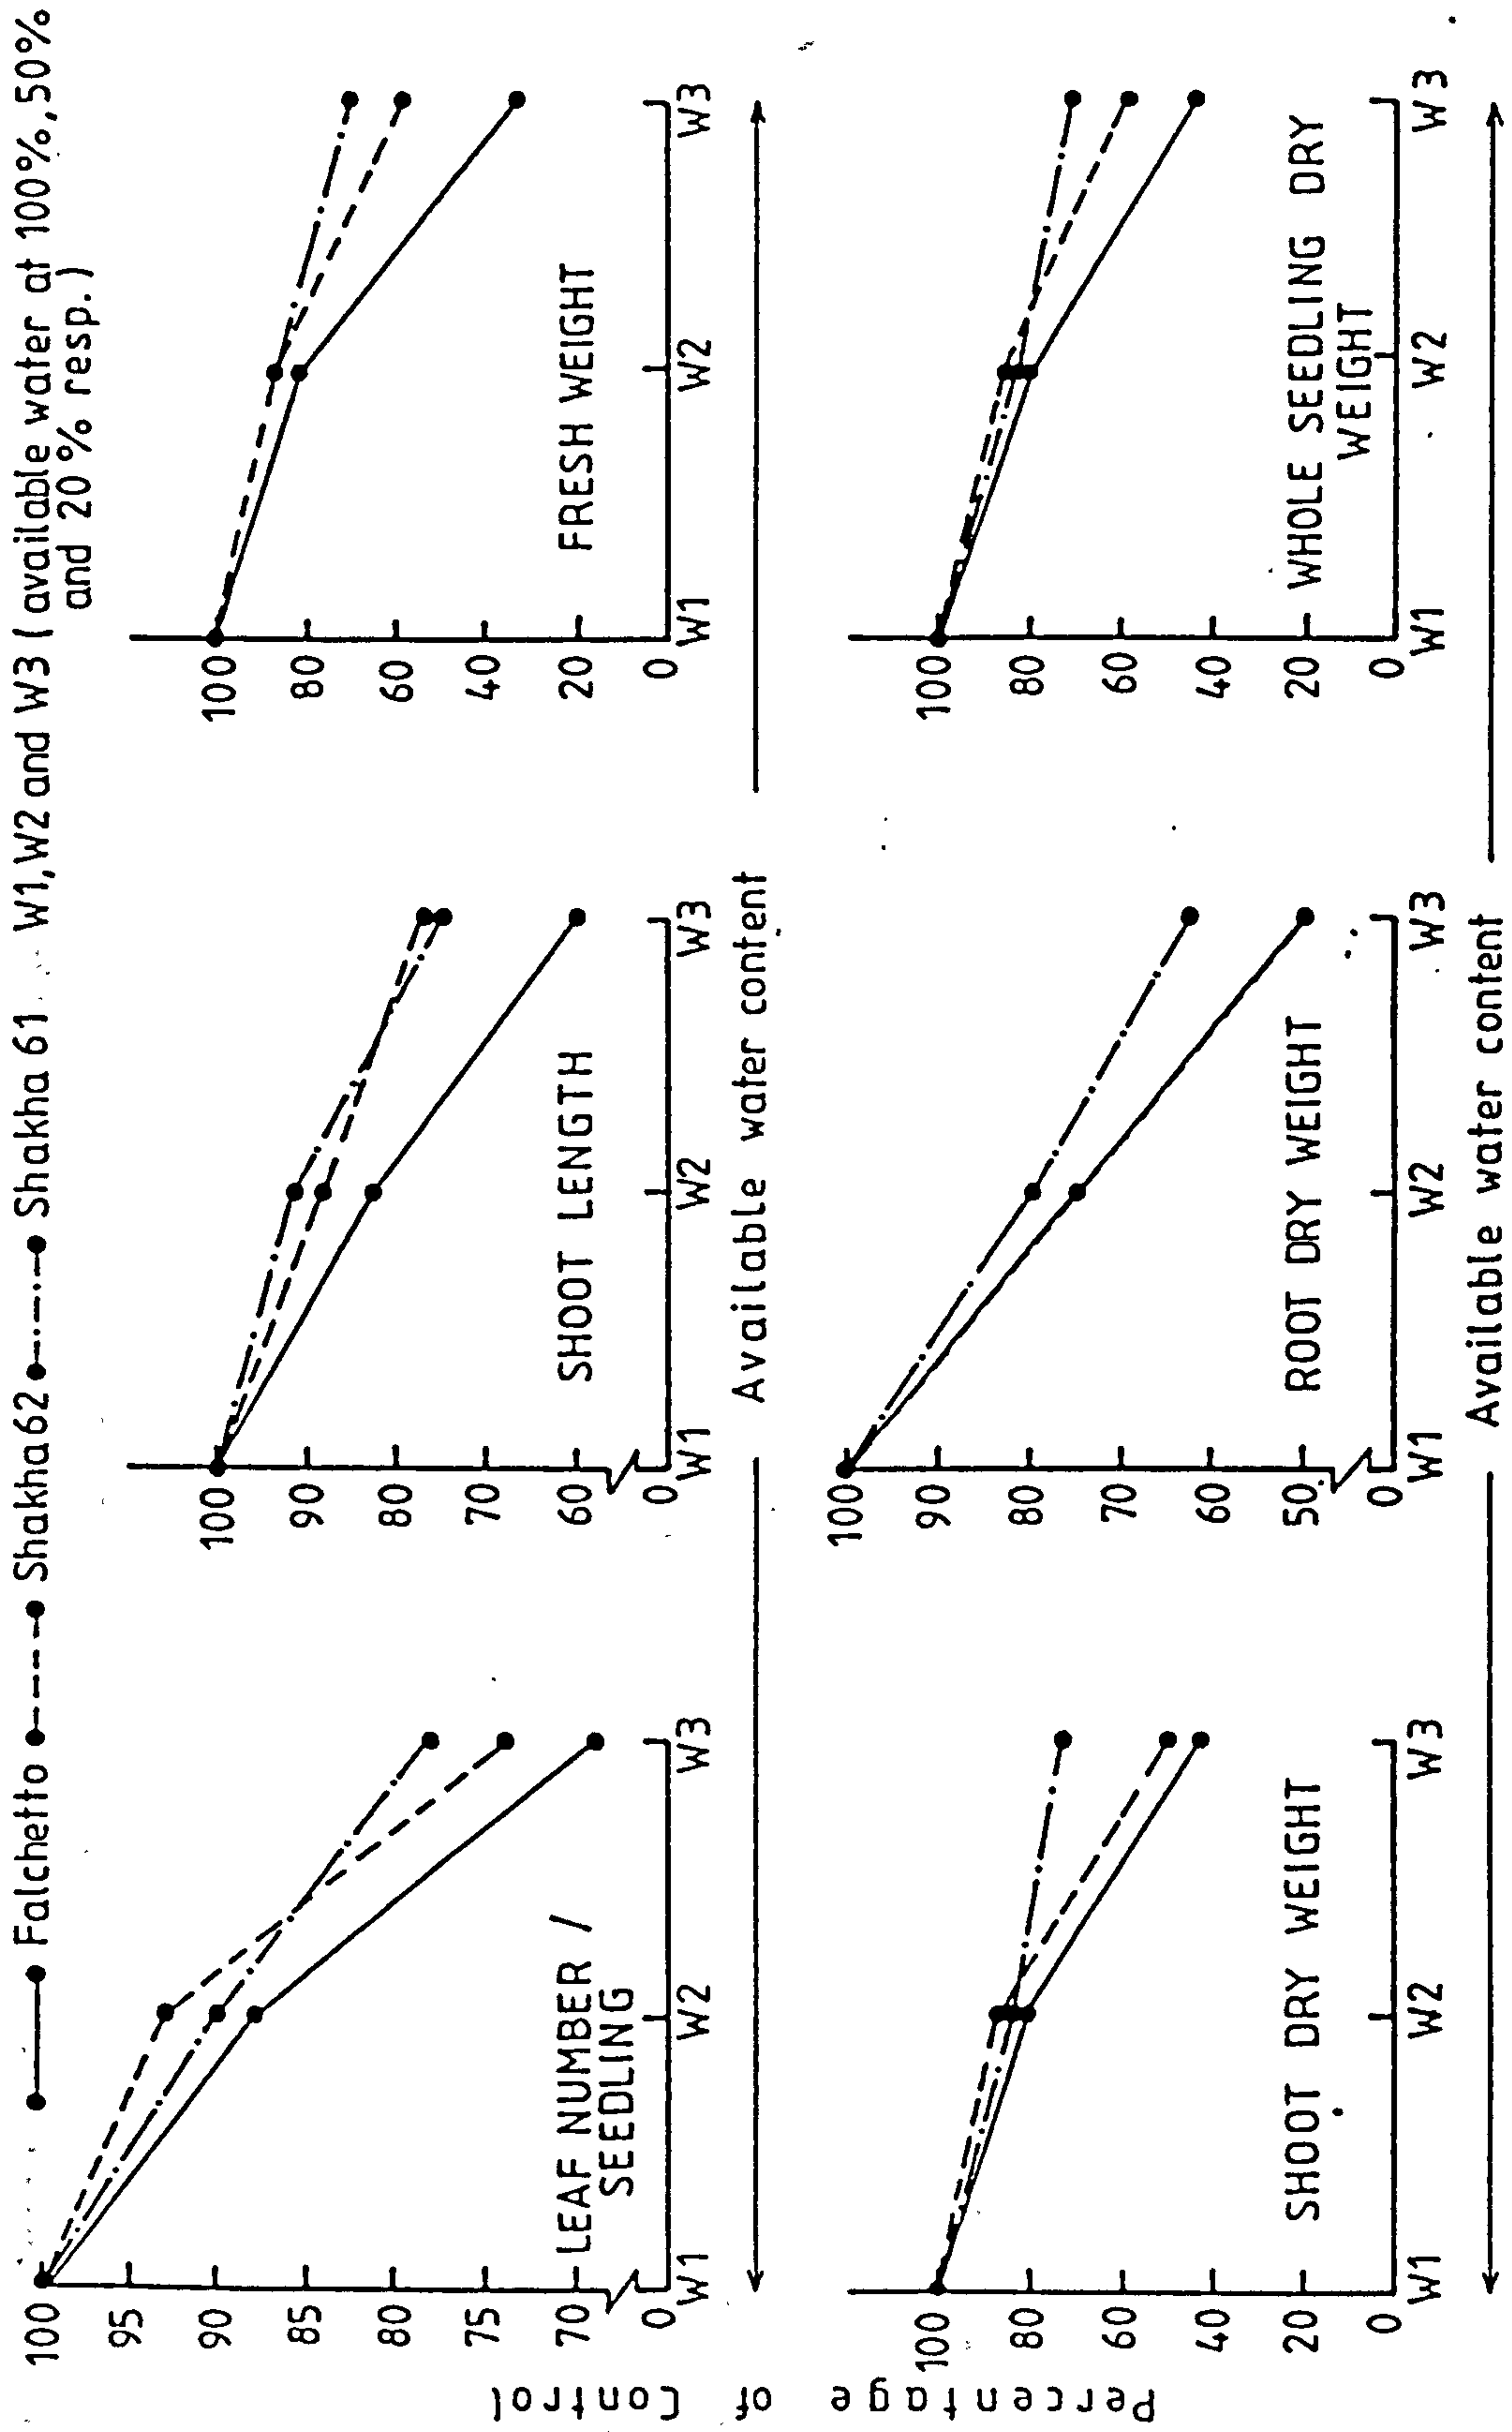 Falchetto Shakha62 Shakha 61 W1,W2 and W3 ( available water at 100%,50%
and 20% resp.)
Percentage of Control
100
95
90
85
80
75
70
0
LEAF NUMBER /
SEEDLING
W1 W2 W3
100
90
80
70
60
0
SHOOT LENGTH
W1 W2 W3
100
80
60
40
20
0
FRESH WEIGHT
W1 W2 W3
Available water content
100
80
60
40
20
0
SHOOT DRY WEIGHT
W1 W2 W3
100
90
80
70
60
50
0
ROOT DRY WEIGHT
W1 W2 W3
100
80
60
40
20
0
WHOLE SEEDLING DRY
WEIGHT
W1 W2 W3
Available water content